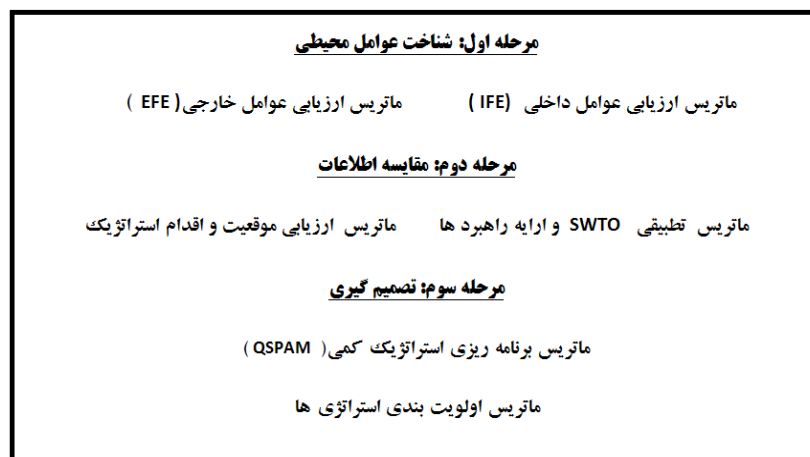 مرحله اول: شناخت عوامل محیطی
ماتریس ارزیابی عوامل داخلی (IFE ) ماتریس ارزیابی عوامل خارجی( EFE )
مرحله دوم: مقایسه اطلاعات
ماتریس تطبیقی SWTO و ارایه راهبرد ها ماتریس ارزیابی موقعیت و اقدام استراتژیک
مرحله سوم: تصمیم گیری
ماتریس برنامه ریزی استراتژیک کمی( QSPAM )
ماتریس اولویت بندی استراتژی ها